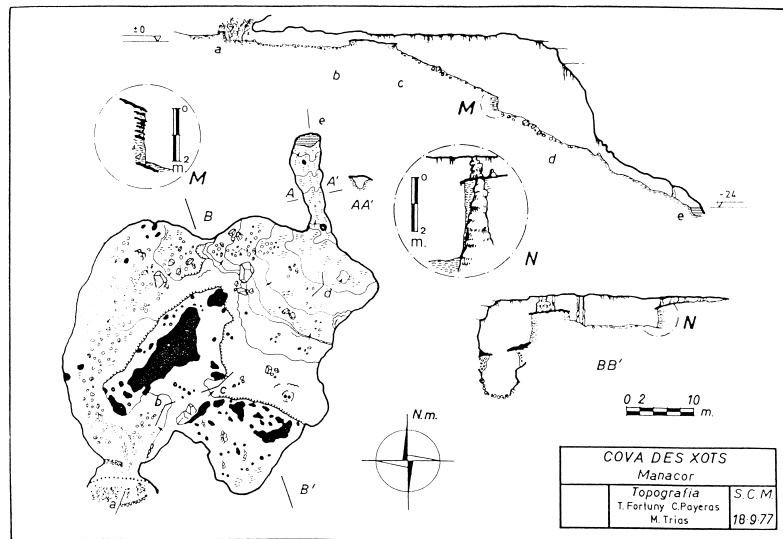 ±0
a
b
c
M
d
e
-24
0
2
m.
M
e
A
A'
AA'
0
2
m.
N
B
d
b
c
a
B'
N
BB'
0 2 10
m.
N.m.
COVA DES XOTS
Manacor
Topografia
T. Fortuny C. Payeras
M. Trias
S.C.M.
18·9·77